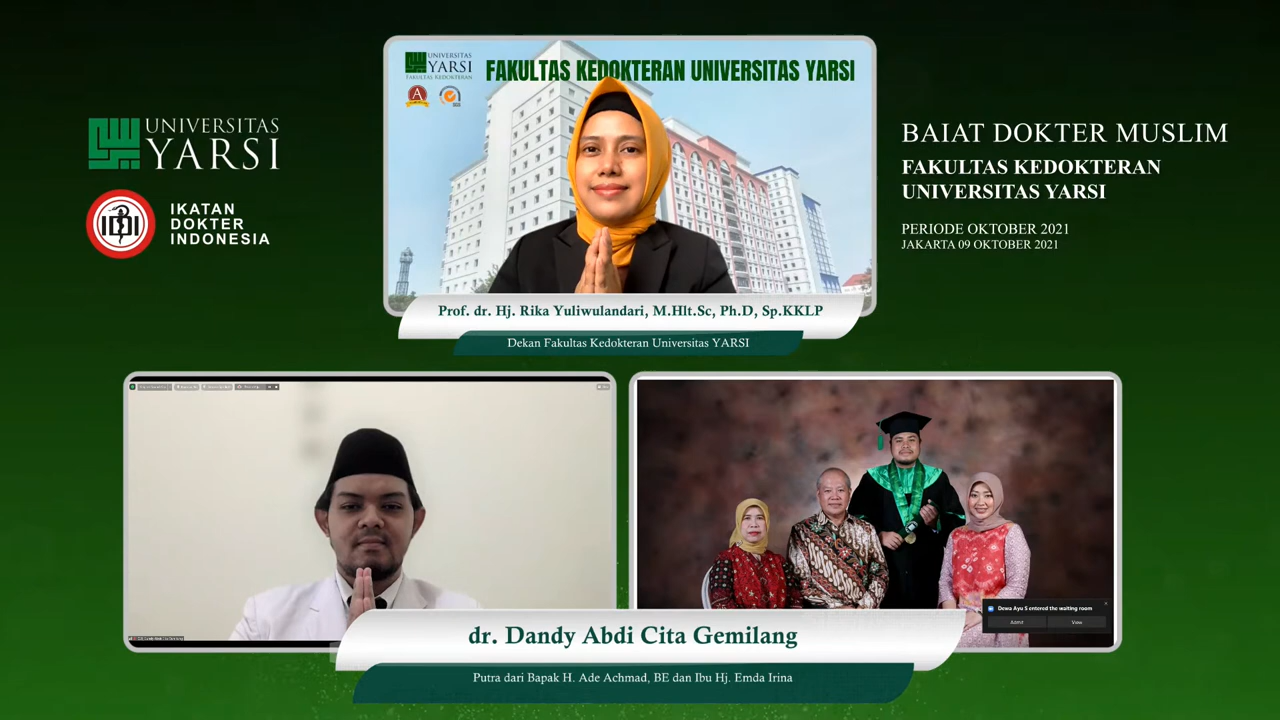 UNIVERSITAS
YARSI
IKATAN
DOKTER
INDONESIA
UNIVERSITAS
YARSI
FAKULTAS KEDOKTERAN
A
FAKULTAS KEDOKTERAN UNIVERSITAS YARSI
Prof. dr. Hj. Rika Yuliwulandari, M.Hlt.Sc, Ph.D, Sp.KKLP
Dekan Fakultas Kedokteran Universitas YARSI
BAIAT DOKTER MUSLIM
FAKULTAS KEDOKTERAN
UNIVERSITAS YARSI
PERIODE OKTOBER 2021
JAKARTA 09 OKTOBER 2021
Dewa Ayu S entered the waiting room
Admit
View
dr. Dandy Abdi Cita Gemilang
Putra dari Bapak H. Ade Achmad, BE dan Ibu Hj. Emda Irina